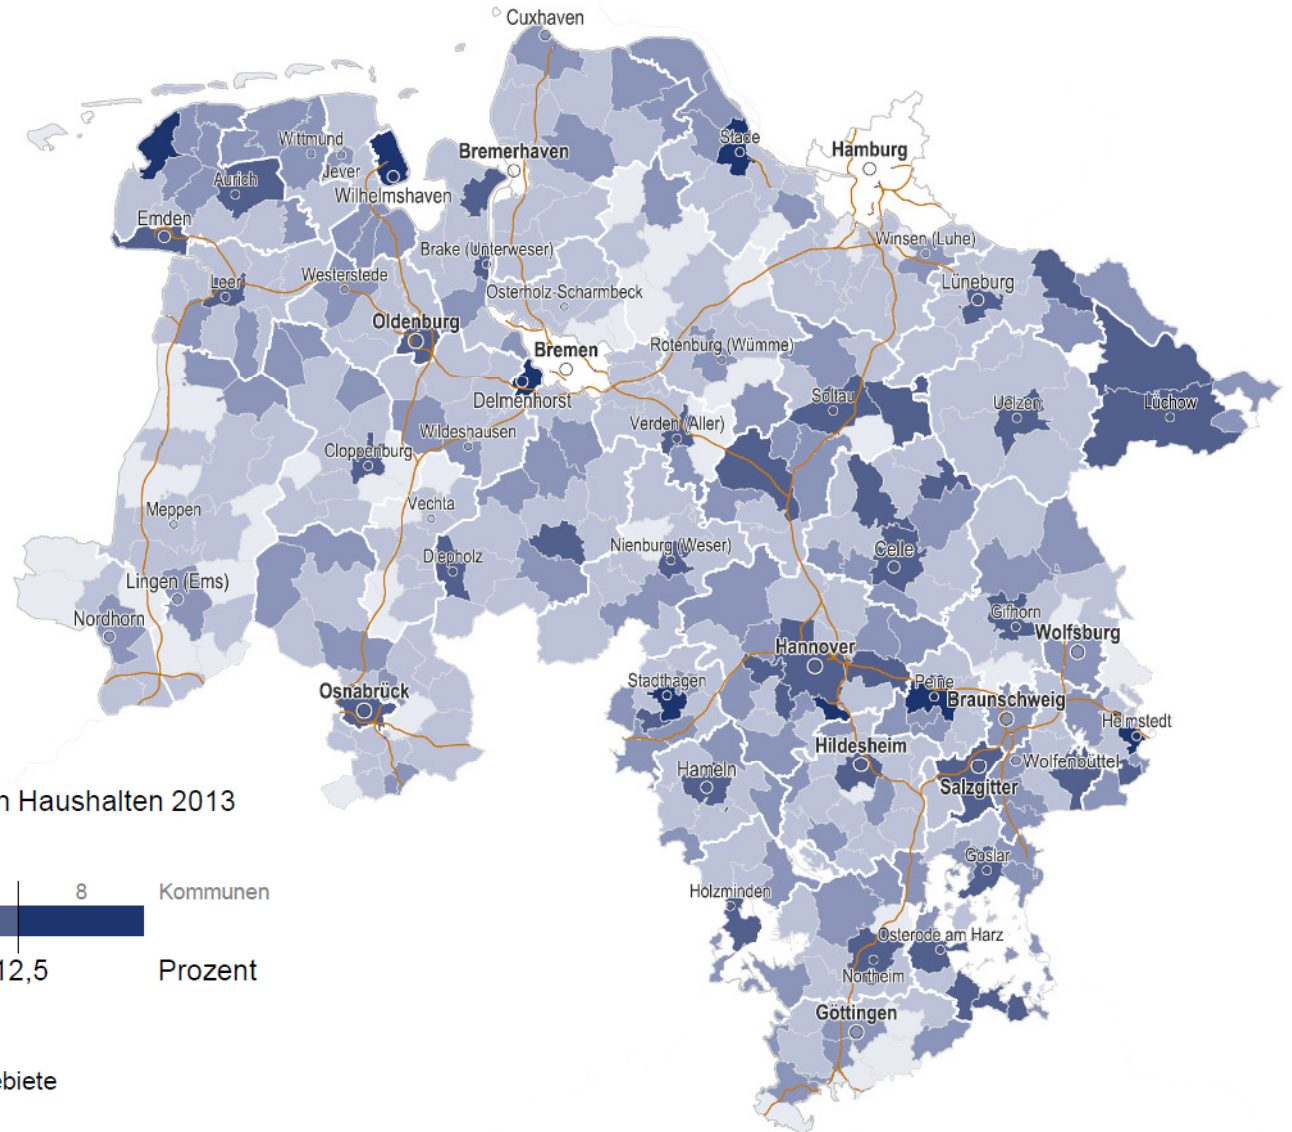 Cuxhaven
Stade
Hamburg
Wittmund
Bremerhaven
Jever
Aurich
Wilhelmshaven
Emden
Brake (Unterweser)
Winsen (Luhe)
Leer
Westerstede
Lüneburg
Osterholz-Scharmbeck
Oldenburg
Bremen
Rotenburg (Wümme)
Delmenhorst
Soltau
Uelzen
Lüchow
Verden (Aller)
Wildeshausen
Cloppenburg
Vechta
Meppen
Nienburg (Weser)
Celle
Diepholz
Lingen (Ems)
Gifhorn
Nordhorn
Wolfsburg
Hannover
Stadthagen
Peine
Osnabrück
Braunschweig
Helmstedt
Hildesheim
Wolfenbüttel
Hameln
Salzgitter
n Haushalten 2013
Goslar
8 Kommunen
Holzminden
Osterode am Harz
12,5 Prozent
Northeim
Göttingen
ebiete